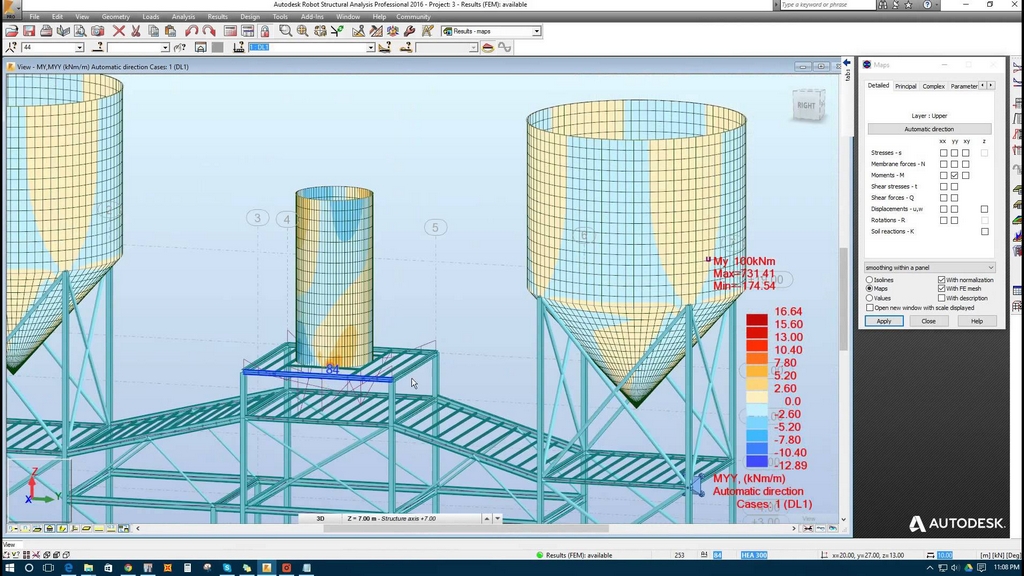 Autodesk Robot Structural Analysis Professional 2016 - Project: 3 - Results (FEM): available
Type a keyword or phrase
PRO
File Edit View Geometry Loads Analysis Results Design Tools Add-Ins Window Help Community
Results - maps
44
1 : DL1
View - MY,MYY (kNm/m) Automatic direction Cases: 1 (DL1)
tabs
RIGHT
3
4
5
6
84
My 100kNm
Max=731.41
Min=-174.54
16.64
15.60
13.00
10.40
7.80
5.20
2.60
0.0
-2.60
-5.20
-7.80
-10.40
-12.89
MYY, (kNm/m)
Automatic direction
Cases: 1 (DL1)
Z
Y
X
3D
Z = 7.00 m - Structure axis +7.00
Maps
Detailed Principal Complex Parameter
Layer : Upper
Automatic direction
xx yy xy z
Stresses - s
Membrane forces - N
Moments - M
Shear stresses - t
Shear forces - Q
Displacements - u,w
Rotations - R
Soil reactions - K
smoothing within a panel
Isolines
With normalization
Maps
With FE mesh
Values
With description
Open new window with scale displayed
Apply Close Help
AUTODESK.
View
Results (FEM): available
253
84
HEA 300
x=20.00, y=27.00, z=13.00
10.00
[m] [kN] [Deg]
11:08 PM